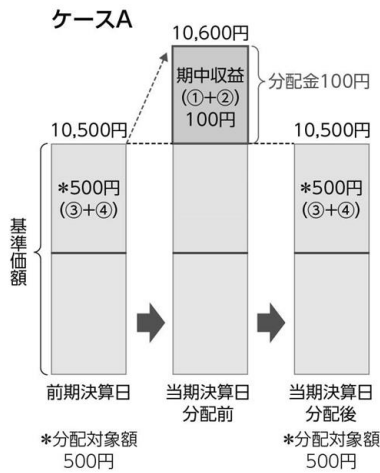 ケースA
10,600円
期中収益
(①+②)
100円
分配金100円
10,500円
10,500円
*500円
(③+④)
*500円
(③+④)
基準価額
前期決算日
当期決算日
分配前
当期決算日
分配後
*分配対象額
500円
*分配対象額
500円